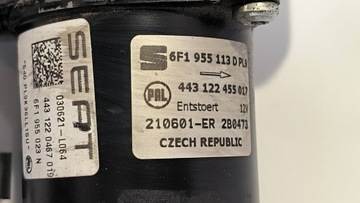 6F1 955 113 D PLA
PAL
443 122 455 017
Entstoert 12V
210601-ER 2B0473
CZECH REPUBLIC
SEAT
030621-L064
443 122 0467 019
6F1 955 023 N